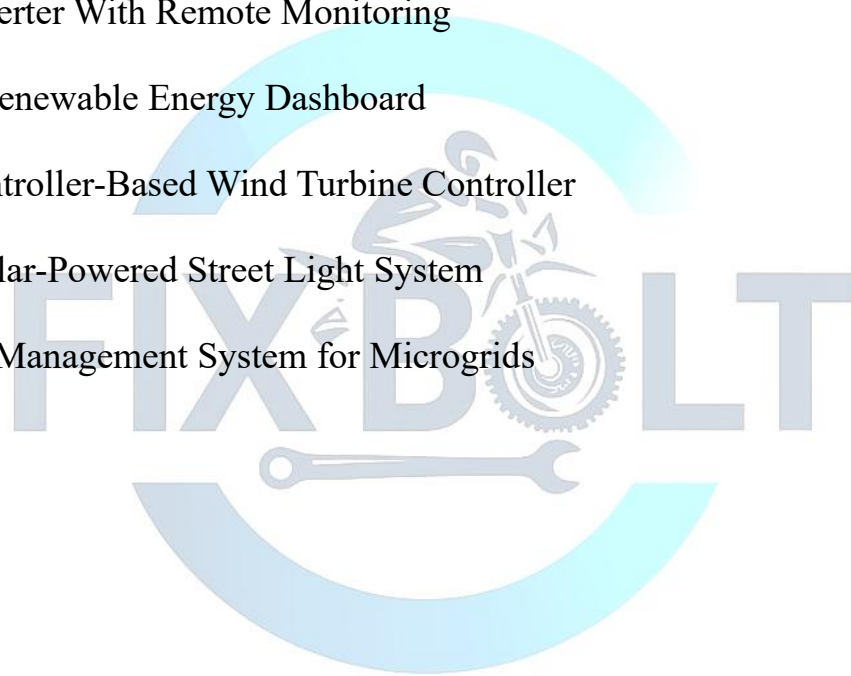 erter With Remote Monitoring
enewable Energy Dashboard
ntroller-Based Wind Turbine Controller
lar-Powered Street Light System
Management System for Microgrids
FIXBOLT